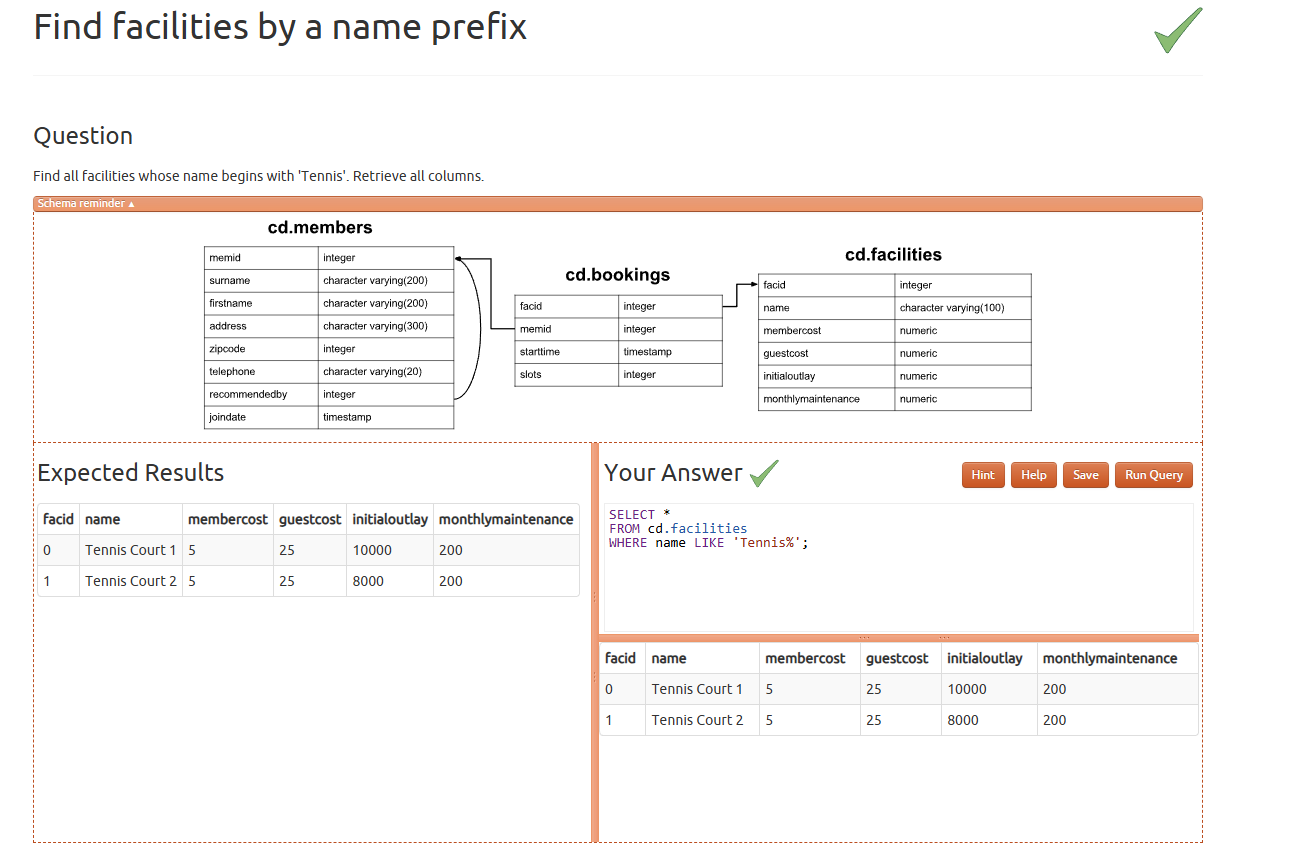 Find facilities by a name prefix
Question
Find all facilities whose name begins with 'Tennis'. Retrieve all columns.
Schema reminder ▴
cd.members
memid integer
surname character varying(200)
firstname character varying(200)
address character varying(300)
zipcode integer
telephone character varying(20)
recommendedby integer
joindate timestamp
cd.bookings
facid integer
memid integer
starttime timestamp
slots integer
cd.facilities
facid integer
name character varying(100)
membercost numeric
guestcost numeric
initialoutlay numeric
monthlymaintenance numeric
Expected Results
facid name membercost guestcost initialoutlay monthlymaintenance
0 Tennis Court 1 5 25 10000 200
1 Tennis Court 2 5 25 8000 200
Your Answer
Hint Help Save Run Query
SELECT *
FROM cd.facilities
WHERE name LIKE 'Tennis%';
facid name membercost guestcost initialoutlay monthlymaintenance
0 Tennis Court 1 5 25 10000 200
1 Tennis Court 2 5 25 8000 200